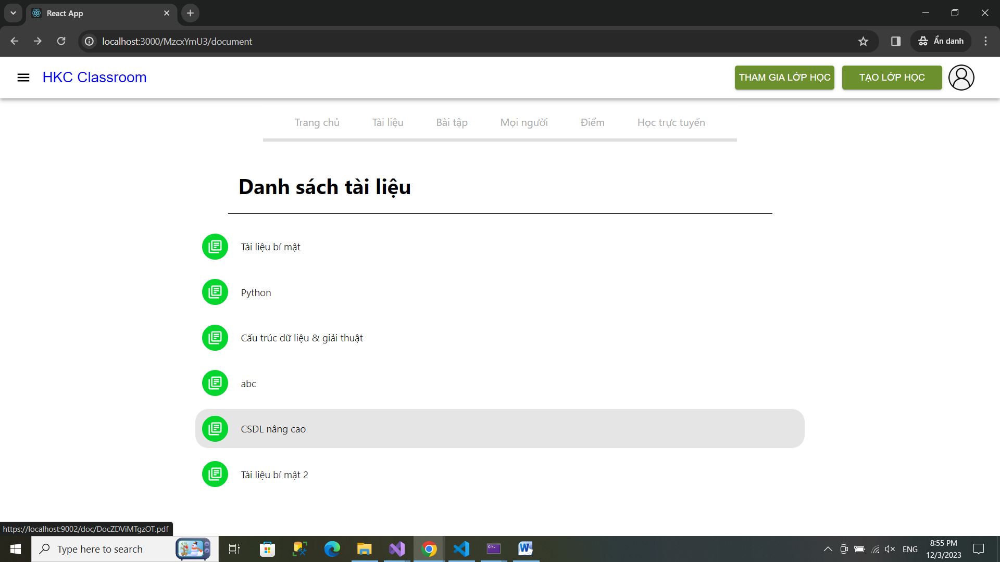 React App
localhost:3000/MzcxYmU3/document
Ẩn danh
HKC Classroom
THAM GIA LỚP HỌC
TẠO LỚP HỌC
Trang chủ Tài liệu Bài tập Mọi người Điểm Học trực tuyến
Danh sách tài liệu
Tài liệu bí mật
Python
Cấu trúc dữ liệu & giải thuật
abc
CSDL nâng cao
Tài liệu bí mật 2
https://localhost:9002/doc/DocZDViMTgzOT.pdf
Type here to search
ENG
8:55 PM
12/3/2023